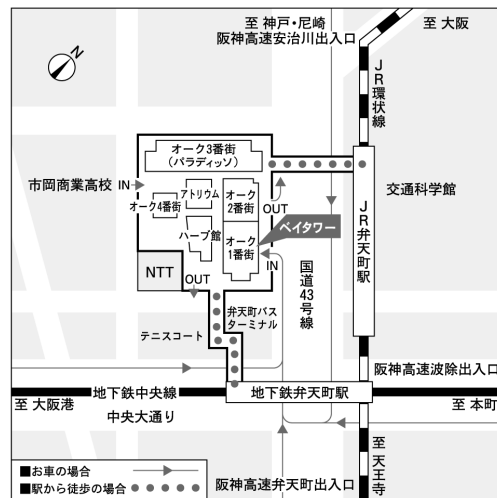 至 神戸・尼崎
阪神高速安治川出入口
至 大阪
N
JR環状線
オーク3番街
(パラディッソ)
市岡商業高校 IN
アトリウム
オーク4番街
オーク
2番街
OUT
交通科学館
ベイタワー
ハーブ館
オーク
1番街
IN
JR弁天町駅
NTT
OUT
国道43号線
弁天町バス
ターミナル
テニスコート
阪神高速波除出入口
地下鉄中央線
地下鉄弁天町駅
至 大阪港
中央大通り
至 本町
至 天王寺
■お車の場合
■駅から徒歩の場合
阪神高速弁天町出入口